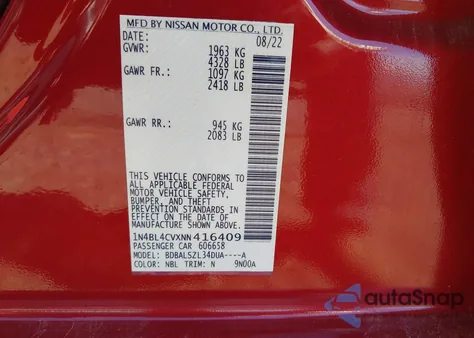 MFD BY NISSAN MOTOR CO., LTD.
DATE: 08/22
GVWR: 1963 KG
4328 LB
GAWR FR.: 1097 KG
2418 LB
GAWR RR.: 945 KG
2083 LB
THIS VEHICLE CONFORMS TO
ALL APPLICABLE FEDERAL
MOTOR VEHICLE SAFETY,
BUMPER, AND THEFT
PREVENTION STANDARDS IN
EFFECT ON THE DATE OF
MANUFACTURE SHOWN ABOVE
1N4BL4CVXNN416409
PASSENGER CAR 606658
MODEL: BDBALSZL34DUA----A
COLOR: NBL TRIM: N 9N00A
autoSnap